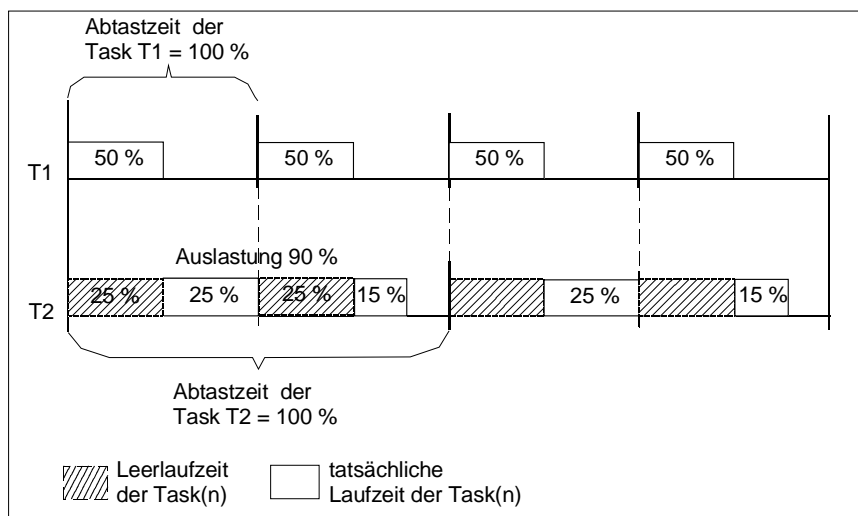 Abtastzeit der
Task T1 = 100 %
T1
50 %
50 %
50 %
50 %
Auslastung 90 %
T2
25 %
25 %
25 %
15 %
25 %
15 %
Abtastzeit der
Task T2 = 100 %
Leerlaufzeit
der Task(n)
tatsächliche
Laufzeit der Task(n)